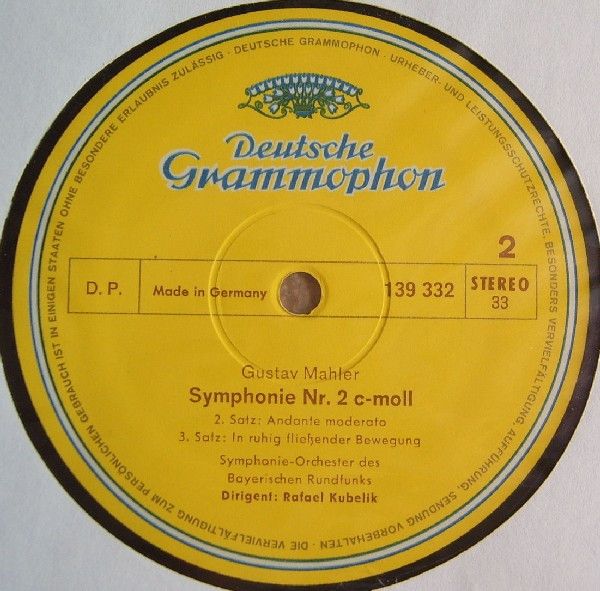 · DEUTSCHE GRAMMOPHON · URHEBER- UND LEISTUNGSSCHUTZRECHTE, BESONDERS VERVIELFÄLTIGUNG, AUFFÜHRUNG, SENDUNG VORBEHALTEN · DIE VERVIELFÄLTIGUNG ZUM PERSÖNLICHEN GEBRAUCH IST IN EINIGEN STAATEN OHNE BESONDERE ERLAUBNIS ZULÄSSIG
Deutsche
Grammophon
2
D. P. Made in Germany 139 332 STEREO
33
Gustav Mahler
Symphonie Nr. 2 c-moll
2. Satz: Andante moderato
3. Satz: In ruhig fließender Bewegung
Symphonie-Orchester des
Bayerischen Rundfunks
Dirigent: Rafael Kubelik